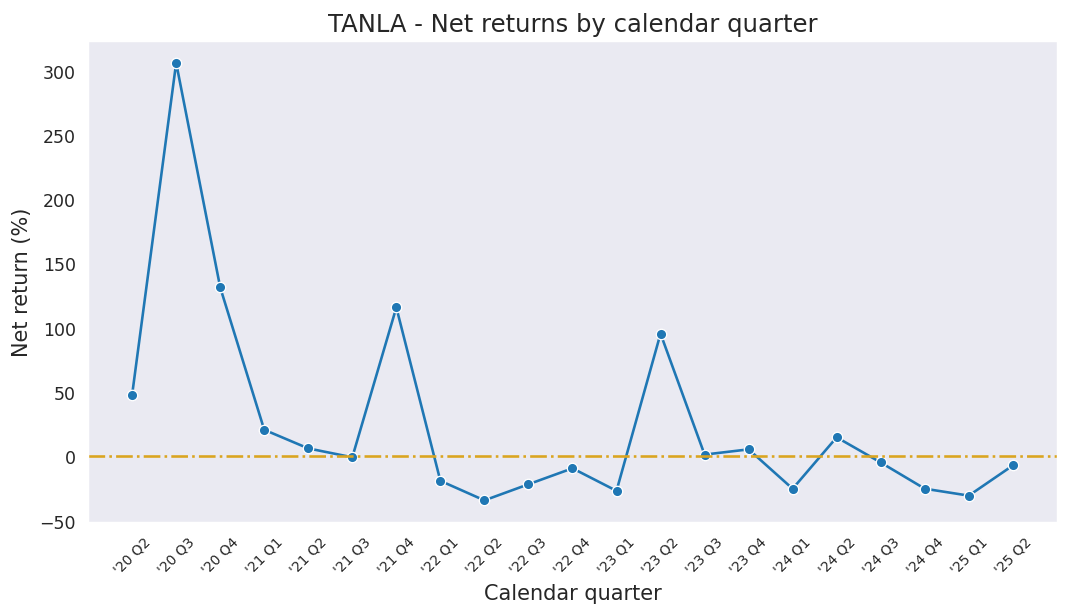 TANLA - Net returns by calendar quarter
Net return (%)
300
250
200
150
100
50
0
−50
'20 Q2
'20 Q3
'20 Q4
'21 Q1
'21 Q2
'21 Q3
'21 Q4
'22 Q1
'22 Q2
'22 Q3
'22 Q4
'23 Q1
'23 Q2
'23 Q3
'23 Q4
'24 Q1
'24 Q2
'24 Q3
'24 Q4
'25 Q1
'25 Q2
Calendar quarter